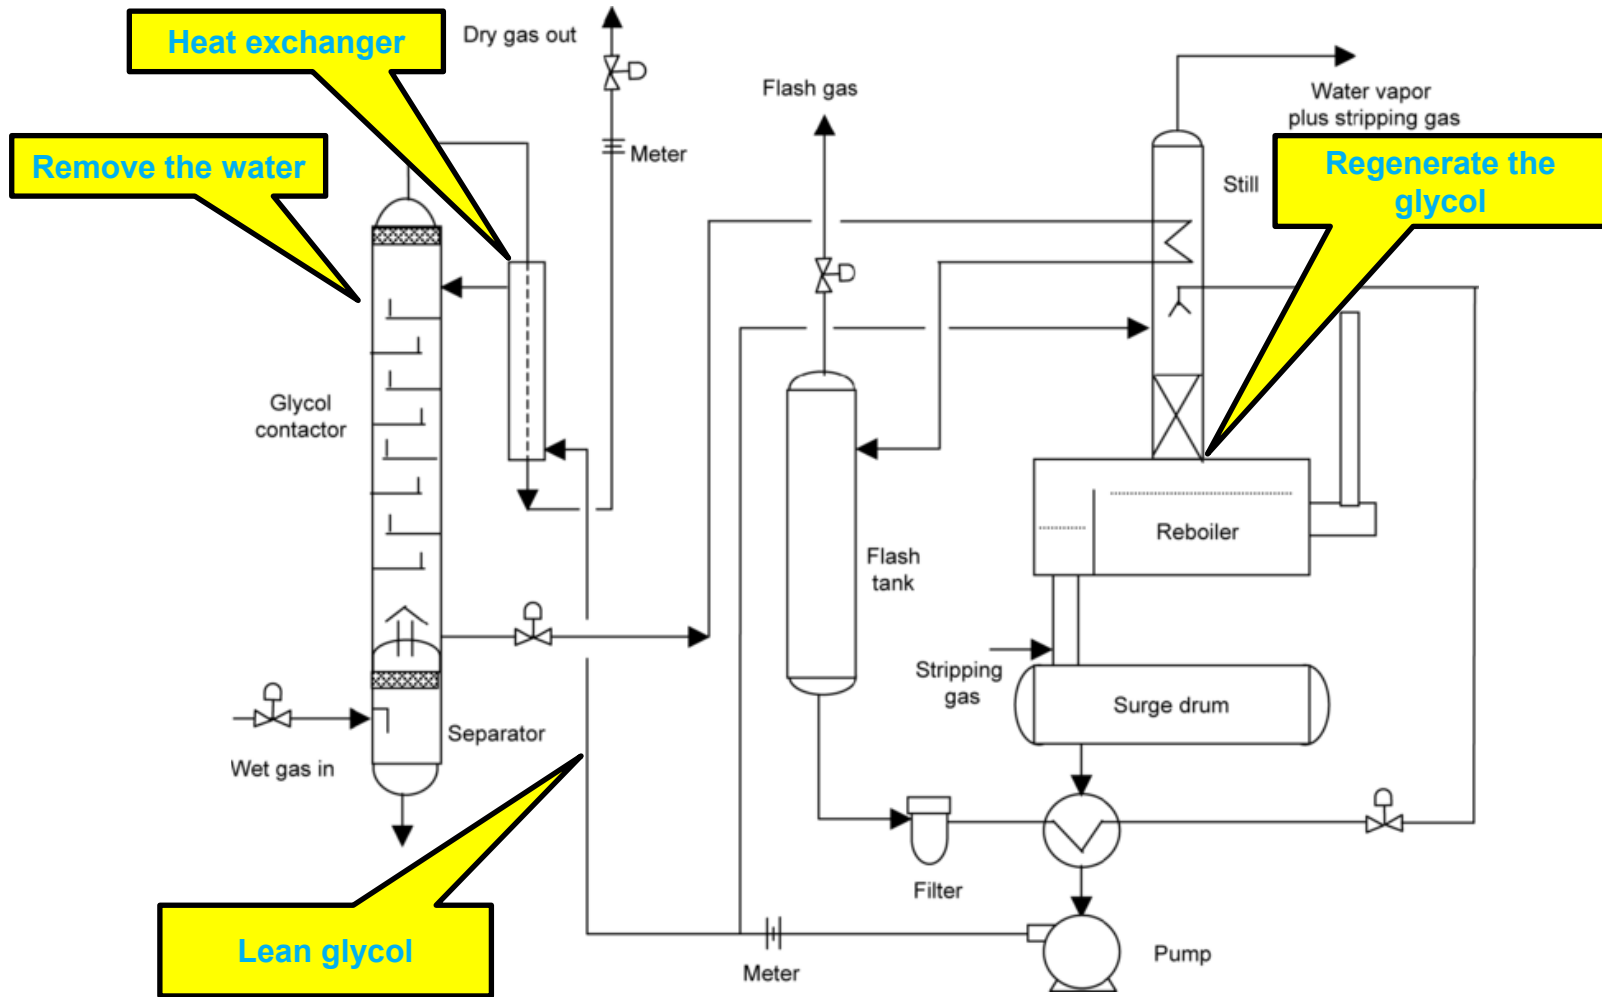 Heat exchanger
Dry gas out
Flash gas
Water vapor
plus stripping gas
Remove the water
Meter
Still
Regenerate the
glycol
Glycol
contactor
Flash
tank
Reboiler
Stripping
gas
Surge drum
Separator
Wet gas in
Filter
Lean glycol
Meter
Pump